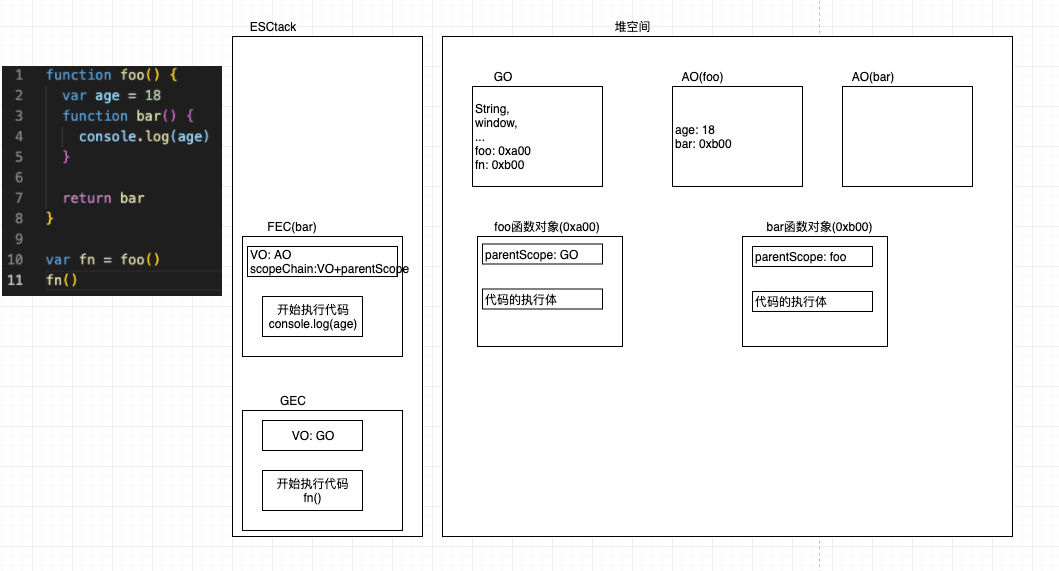 ESCtack
堆空间
1 function foo() {
2 var age = 18
3 function bar() {
4 console.log(age)
5 }
6
7 return bar
8 }
9
10 var fn = foo()
11 fn()
FEC(bar)
VO: AO
scopeChain:VO+parentScope
开始执行代码
console.log(age)
GEC
VO: GO
开始执行代码
fn()
GO
String,
window,
...
foo: 0xa00
fn: 0xb00
AO(foo)
age: 18
bar: 0xb00
AO(bar)
foo函数对象(0xa00)
parentScope: GO
代码的执行体
bar函数对象(0xb00)
parentScope: foo
代码的执行体